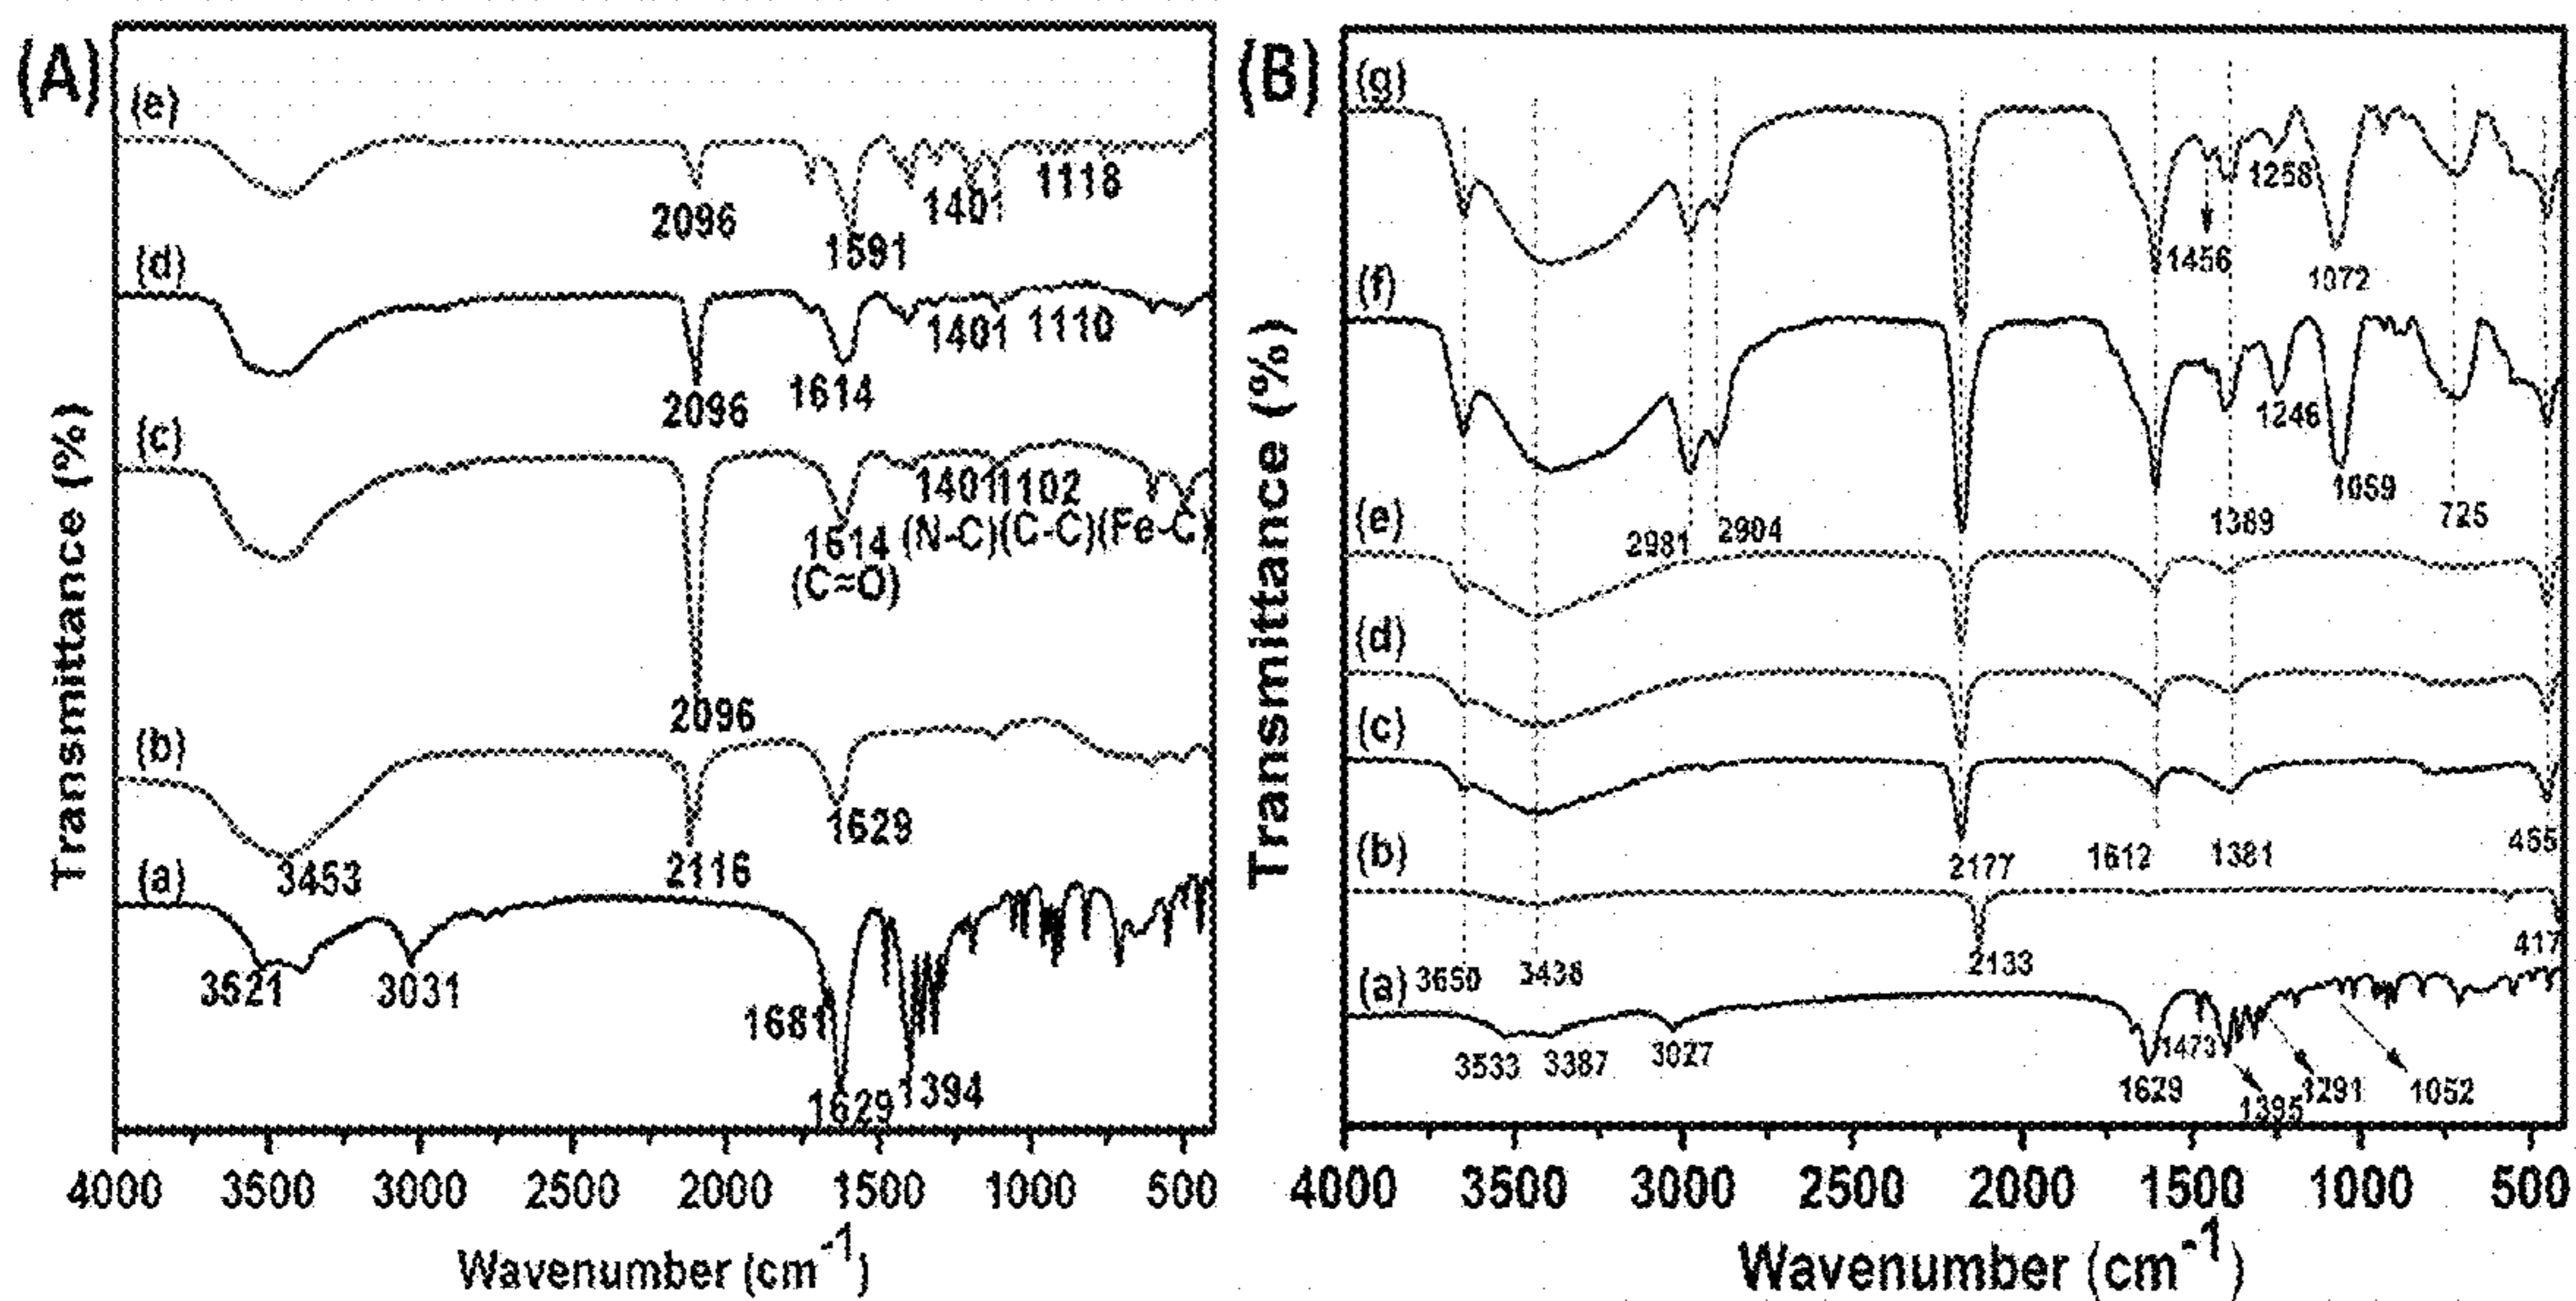 (A)
(e)
2096
1591
1401
1118
(d)
2096
1614
1401
1110
(c)
2096
1614
(C=O)
1401
(N-C)
1102
(C-C)
(Fe-C)
(b)
3453
2116
1629
(a)
3521
3031
1681
1629
1394
Transmittance (%)
4000 3500 3000 2500 2000 1500 1000 500
Wavenumber (cm⁻¹)
(B)
(g)
1456
1258
1072
(f)
1246
1069
(e)
2981
2904
1389
725
(d)
(c)
2177
1612
1381
455
(b)
2133
417
(a)
3650
3438
3533
3387
3027
1629
1473
1395
1291
1052
Transmittance (%)
4000 3500 3000 2500 2000 1500 1000 500
Wavenumber (cm⁻¹)